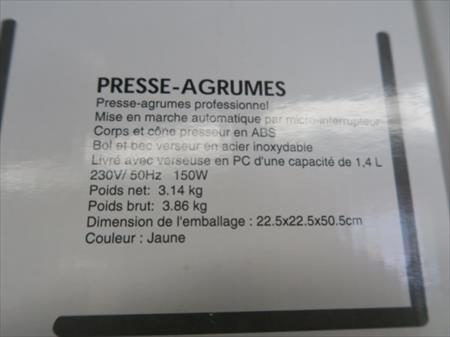 PRESSE-AGRUMES
Presse-agrumes professionnel
Mise en marche automatique par micro-interrupteur
Corps et cône presseur en ABS
Bol et bec verseur en acier inoxydable
Livré avec verseuse en PC d'une capacité de 1,4 L
230V/ 50Hz 150W
Poids net: 3.14 kg
Poids brut: 3.86 kg
Dimension de l'emballage : 22.5x22.5x50.5cm
Couleur : Jaune